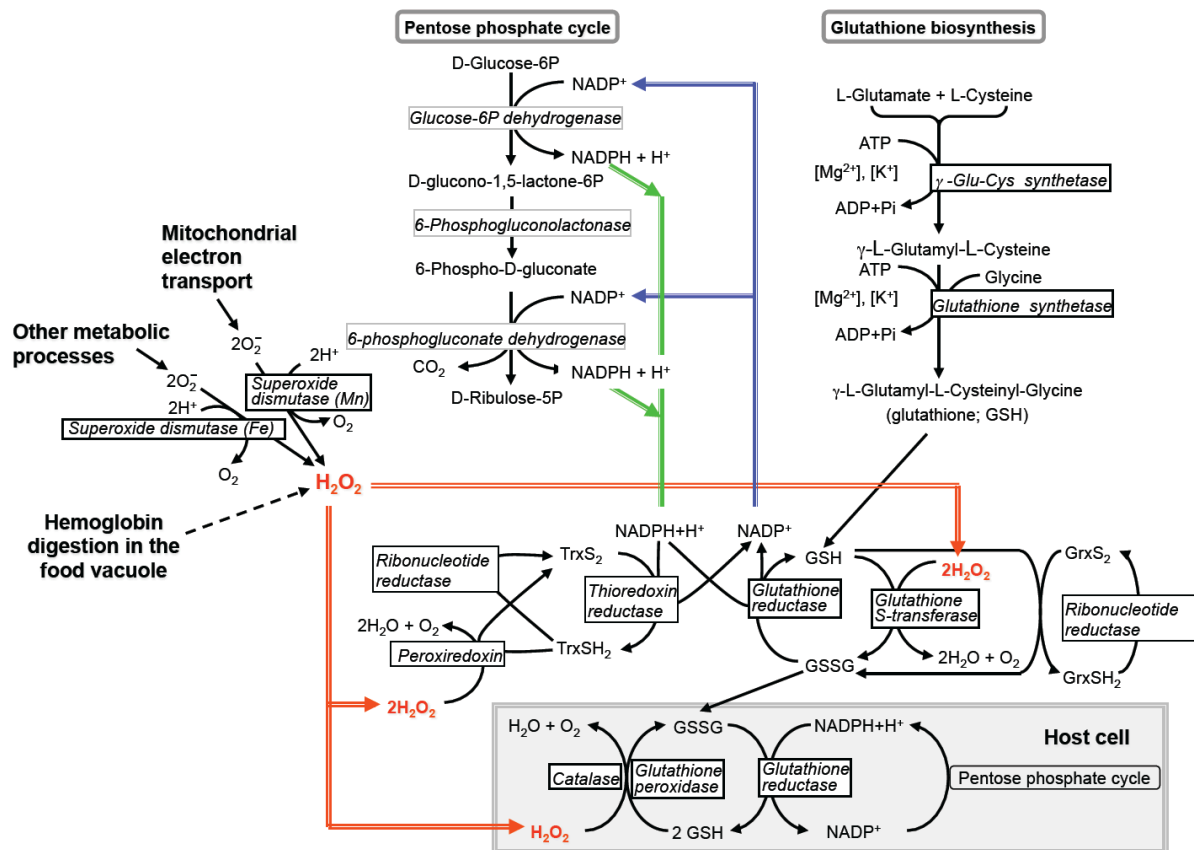 Pentose phosphate cycle
D-Glucose-6P
NADP⁺
Glucose-6P dehydrogenase
NADPH + H⁺
D-glucono-1,5-lactone-6P
6-Phosphogluconolactonase
6-Phospho-D-gluconate
NADP⁺
6-phosphogluconate dehydrogenase
CO₂
NADPH + H⁺
D-Ribulose-5P
Glutathione biosynthesis
L-Glutamate + L-Cysteine
ATP
[Mg²⁺], [K⁺]
γ-Glu-Cys synthetase
ADP+Pi
γ-L-Glutamyl-L-Cysteine
ATP
Glycine
[Mg²⁺], [K⁺]
Glutathione synthetase
ADP+Pi
γ-L-Glutamyl-L-Cysteinyl-Glycine
(glutathione; GSH)
Mitochondrial
electron
transport
Other metabolic
processes
2O₂⁻
2H⁺
2O₂⁻
Superoxide
dismutase (Mn)
2H⁺
O₂
Superoxide dismutase (Fe)
O₂
H₂O₂
Hemoglobin
digestion in the
food vacuole
Ribonucleotide
reductase
TrxS₂
NADPH+H⁺
NADP⁺
GSH
2H₂O₂
GrxS₂
Thioredoxin
reductase
Glutathione
reductase
Glutathione
S-transferase
Ribonucleotide
reductase
2H₂O + O₂
Peroxiredoxin
TrxSH₂
GSSG
2H₂O + O₂
GrxSH₂
2H₂O₂
Host cell
H₂O + O₂
GSSG
NADPH+H⁺
Catalase
Glutathione
peroxidase
Glutathione
reductase
Pentose phosphate cycle
H₂O₂
2 GSH
NADP⁺